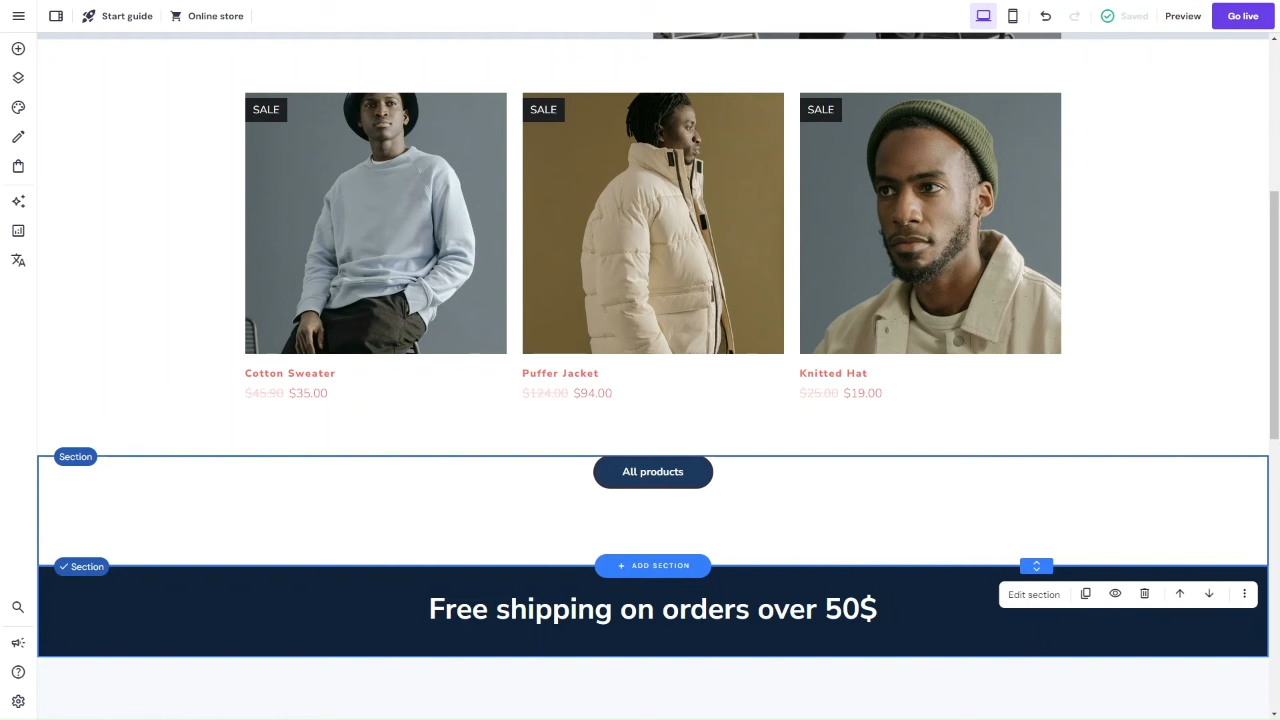 Start guide
Online store
Saved
Preview
Go live
SALE
SALE
SALE
Cotton Sweater
Puffer Jacket
Knitted Hat
$45.90 $35.00
$124.00 $94.00
$25.00 $19.00
Section
All products
Section
+ ADD SECTION
Edit section
Free shipping on orders over 50$